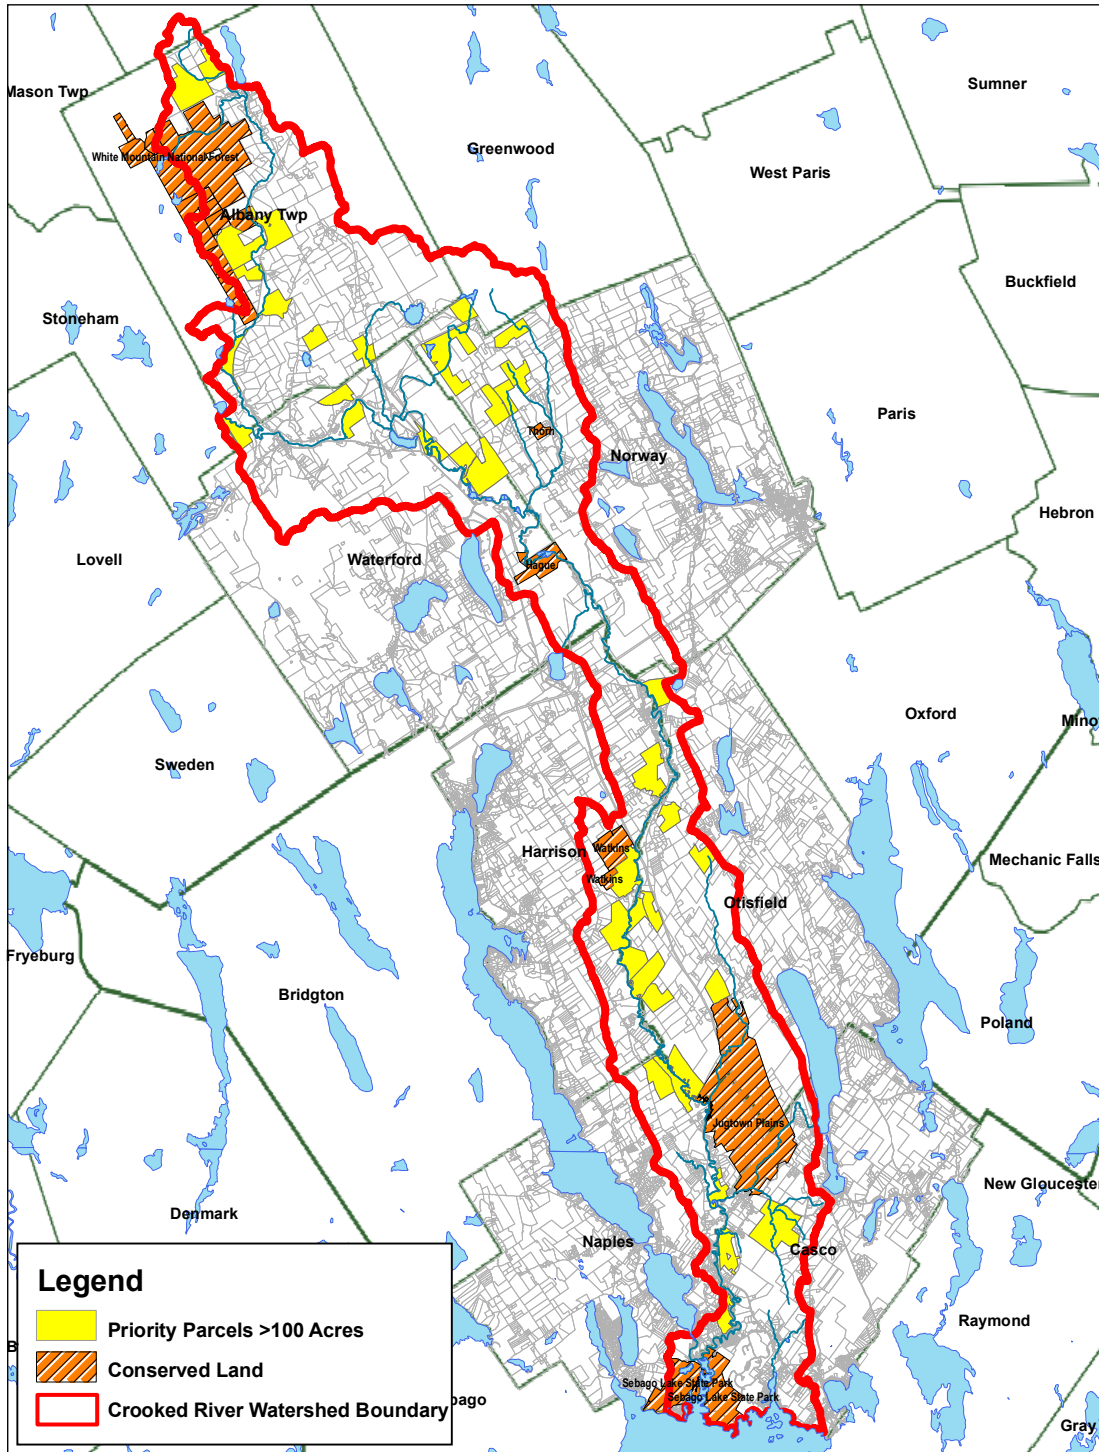 Mason Twp
Sumner
Greenwood
West Paris
White Mountain National Forest
Albany Twp
Buckfield
Stoneham
Paris
Thorn
Norway
Hebron
Lovell
Waterford
Hague
Oxford
Mino
Sweden
Harrison
Watkins
Mechanic Falls
Watkins
Otisfield
Fryeburg
Bridgton
Poland
Jugtown Plains
New Gloucester
Denmark
Naples
Casco
Legend
Raymond
Priority Parcels >100 Acres
B
Conserved Land
Sebago Lake State Park
Sebago Lake State Park
bago
Crooked River Watershed Boundary
Gray